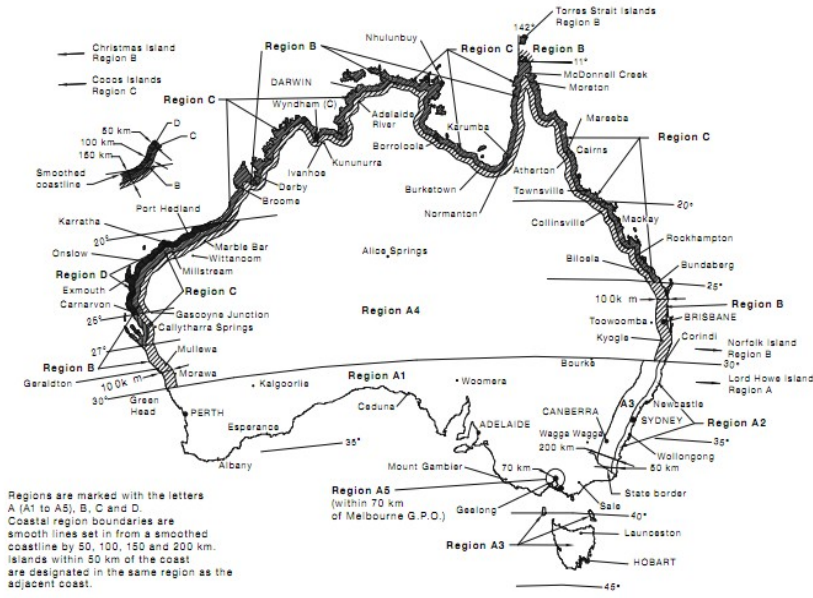 Torres Strait Islands
Region B
142°
Region B
11°
McDonnell Creek
Moreton
Nhulunbuy
Region C
Region B
Christmas Island
Region B
Cocos Islands
Region C
DARWIN
Region C
Wyndham (C)
Adelaide
River
Karumba
Borroloola
Mareeba
Cairns
Region C
Atherton
Townsville
20°
50 km
100 km
150 km
D
C
B
Smoothed
coastline
Ivanhoe
Kununurra
Derby
Broome
Burketown
Normanton
Collinsville
Mackay
Port Hedland
Karratha
20°
Onslow
Marble Bar
Wittanoom
Millstream
Alice Springs
Rockhampton
Biloela
Bundaberg
25°
Region D
Exmouth
Carnarvon
25°
Region C
Gascoyne Junction
Callytharra Springs
Region A4
100k m
Region B
Toowoomba
BRISBANE
Kyogle
Corindi
27°
Region B
Mullewa
Geraldton
100k m
Morawa
30°
Green
Head
Region A1
Bourke
30°
Norfolk Island
Region B
Lord Howe Island
Region A
PERTH
Kalgoorlie
Ceduna
Woomera
Esperance
35°
Albany
ADELAIDE
CANBERRA
A3
Newcastle
SYDNEY
Region A2
Wagga Wagga
200 km
35°
Wollongong
50 km
Mount Gambier
70 km
Region A5
(within 70 km
of Melbourne G.P.O.)
Geelong
State border
Sale
40°
Region A3
Launceston
HOBART
45°
Regions are marked with the letters
A (A1 to A5), B, C and D.
Coastal region boundaries are
smooth lines set in from a smoothed
coastline by 50, 100, 150 and 200 km.
Islands within 50 km of the coast
are designated in the same region as the
adjacent coast.